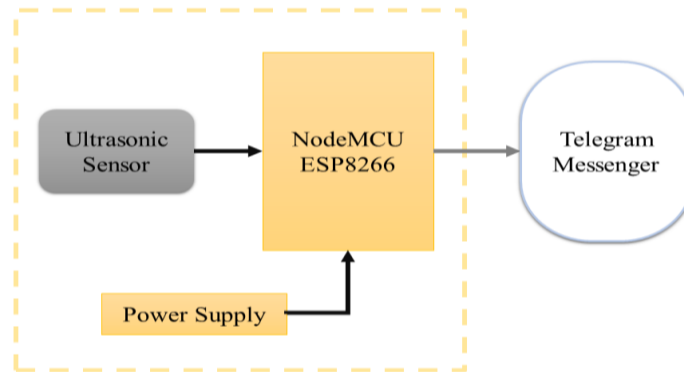 Ultrasonic
Sensor
NodeMCU
ESP8266
Telegram
Messenger
Power Supply